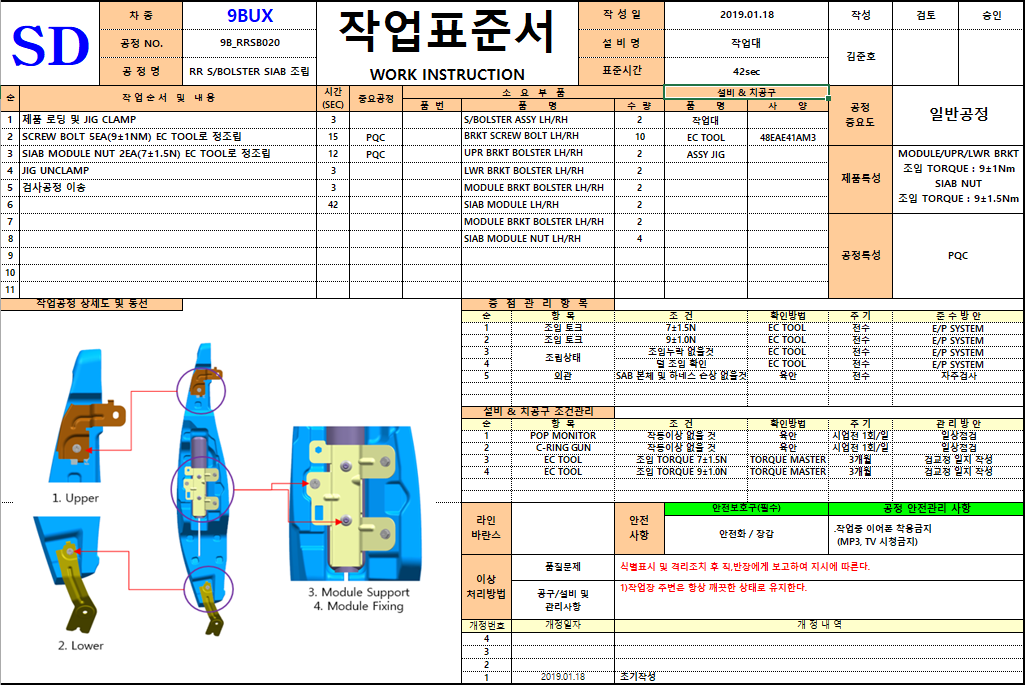 SD
차 종 9BUX
공정 NO. 9B_RRSB020
공 정 명 RR S/BOLSTER SIAB 조립
작업표준서
WORK INSTRUCTION
작 성 일 2019.01.18
설 비 명 작업대
표준시간 42sec
작성 검토 승인
김준호
순 작 업 순 서 및 내 용 시간 (SEC) 중요공정
소 요 부 품
품 번 품 명 수 량
설비 & 치공구
품 명 사 양
1 제품 로딩 및 JIG CLAMP 3 S/BOLSTER ASSY LH/RH 2 작업대
2 SCREW BOLT 5EA(9±1NM) EC TOOL로 정조립 15 PQC BRKT SCREW BOLT LH/RH 10 EC TOOL 48EAE41AM3
3 SIAB MODULE NUT 2EA(7±1.5N) EC TOOL로 정조립 12 PQC UPR BRKT BOLSTER LH/RH 2 ASSY JIG
4 JIG UNCLAMP 3 LWR BRKT BOLSTER LH/RH 2
5 검사공정 이송 3 MODULE BRKT BOLSTER LH/RH 2
6 42 SIAB MODULE LH/RH 2
7 MODULE BRKT BOLSTER LH/RH 2
8 SIAB MODULE NUT LH/RH 4
9
10
11
공정 중요도 일반공정
제품특성
MODULE/UPR/LWR BRKT
조임 TORQUE : 9±1Nm
SIAB NUT
조임 TORQUE : 9±1.5Nm
공정특성 PQC
작업공정 상세도 및 동선
1. Upper
2. Lower
3. Module Support
4. Module Fixing
중 점 관 리 항 목
순 항 목 조 건 확인방법 주 기 준 수 방 안
1 조임 토크 7±1.5N EC TOOL 전수 E/P SYSTEM
2 조임 토크 9±1.0N EC TOOL 전수 E/P SYSTEM
3 조립상태 조임누락 없을것 EC TOOL 전수 E/P SYSTEM
4 덜 조임 확인 EC TOOL 전수 E/P SYSTEM
5 외관 SAB 본체 및 하네스 손상 없을것 육안 전수 자주검사
설비 & 치공구 조건관리
순 항 목 조 건 확인방법 주 기 관 리 방 안
1 POP MONITOR 작동이상 없을 것 육안 시업전 1회/일 일상점검
2 C-RING GUN 작동이상 없을 것 육안 시업전 1회/일 일상점검
3 EC TOOL 조임 TORQUE 7±1.5N TORQUE MASTER 3개월 검교정 일지 작성
4 EC TOOL 조임 TORQUE 9±1.0N TORQUE MASTER 3개월 검교정 일지 작성
라인 바란스
안전 사항
안전보호구(필수)
안전화 / 장갑
공정 안전관리 사항
.작업중 이어폰 착용금지
(MP3, TV 시청금지)
이상 처리방법
품질문제 식별표시 및 격리조치 후 직,반장에게 보고하여 지시에 따른다.
공구/설비 및 관리사항 1)작업장 주변은 항상 깨끗한 상태로 유지한다.
개정번호 개정일자 개 정 내 역
4
3
2
1 2019.01.18 초기작성